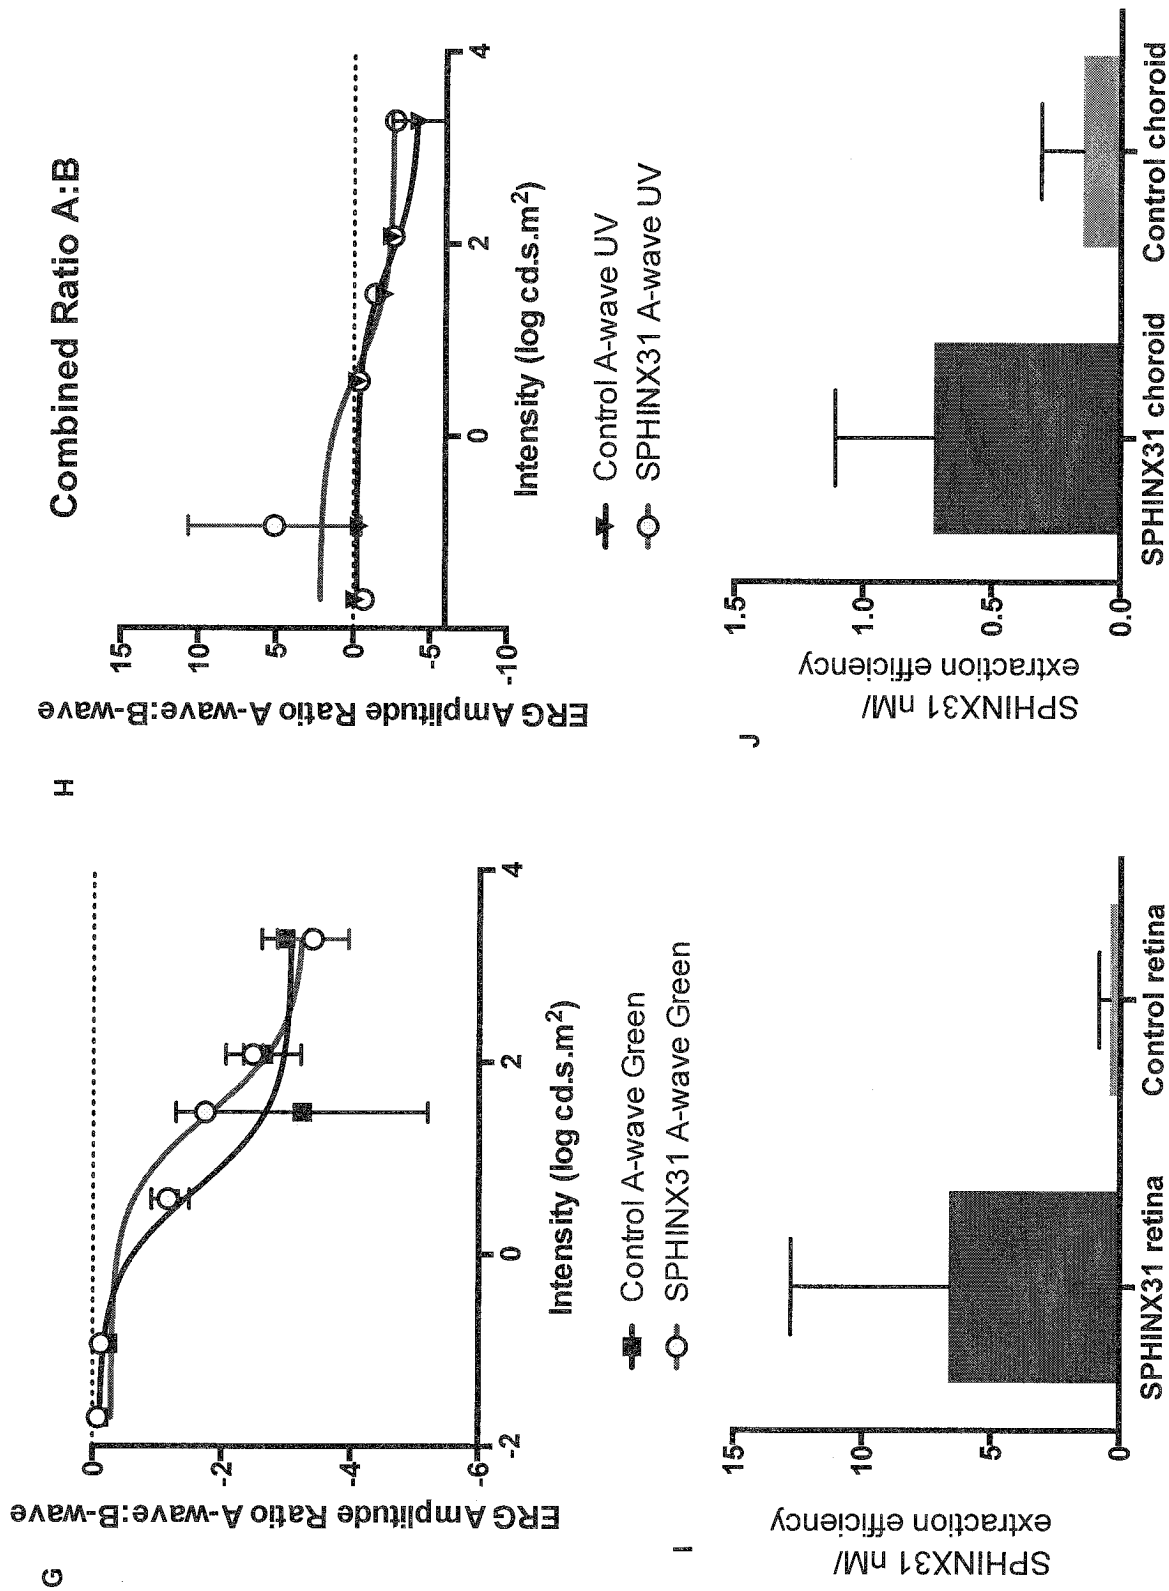 G
ERG Amplitude Ratio A-wave:B-wave
0
-2
-4
-6
-2
0
2
4
Intensity (log cd.s.m²)
Control A-wave Green
SPHINX31 A-wave Green
H
Combined Ratio A:B
ERG Amplitude Ratio A-wave:B-wave
15
10
5
0
-5
-10
0
2
4
Intensity (log cd.s.m²)
Control A-wave UV
SPHINX31 A-wave UV
I
SPHINX31 nM/
extraction efficiency
15
10
5
0
SPHINX31 retina
Control retina
J
SPHINX31 nM/
extraction efficiency
1.5
1.0
0.5
0.0
SPHINX31 choroid
Control choroid